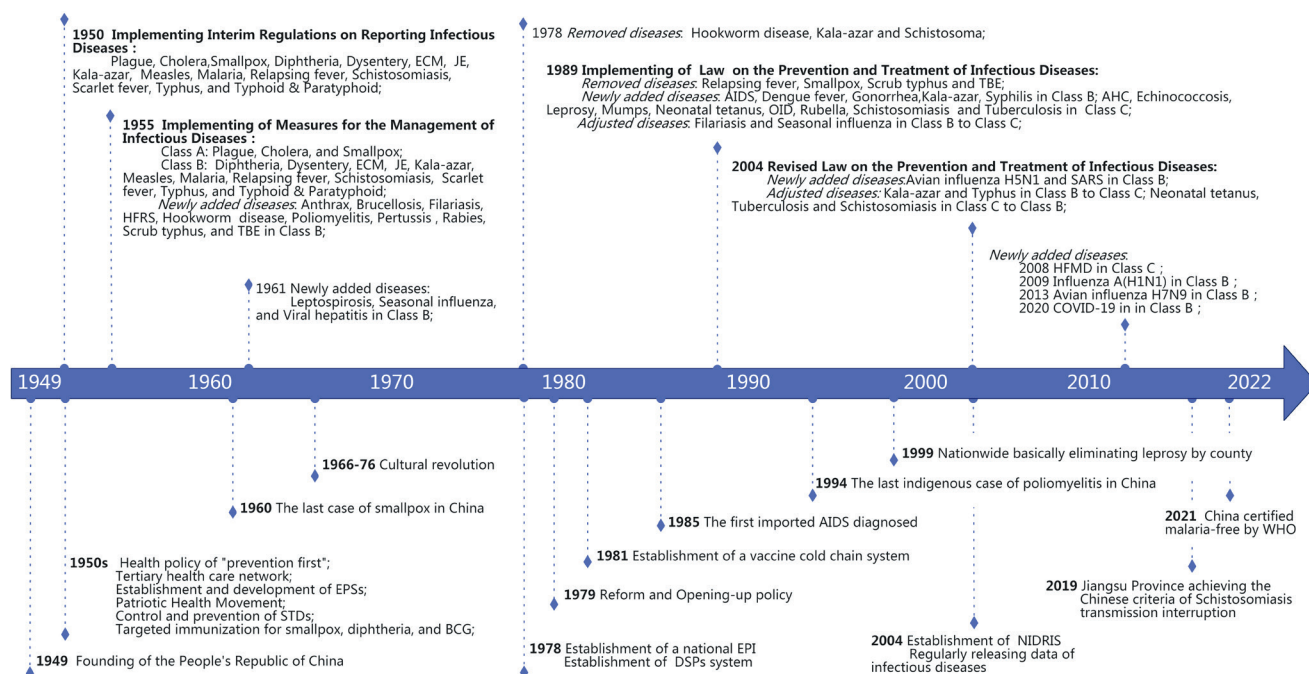 1950 Implementing Interim Regulations on Reporting Infectious
Diseases :
Plague, Cholera,Smallpox, Diphtheria, Dysentery, ECM, JE,
Kala-azar, Measles, Malaria, Relapsing fever, Schistosomiasis,
Scarlet fever, Typhus, and Typhoid & Paratyphoid;
1955 Implementing of Measures for the Management of
Infectious Diseases :
Class A: Plague, Cholera, and Smallpox;
Class B: Diphtheria, Dysentery, ECM, JE, Kala-azar,
Measles, Malaria, Relapsing fever, Schistosomiasis, Scarlet
fever, Typhus, and Typhoid & Paratyphoid;
Newly added diseases: Anthrax, Brucellosis, Filariasis,
HFRS, Hookworm disease, Poliomyelitis, Pertussis , Rabies,
Scrub typhus, and TBE in Class B;
1961 Newly added diseases:
Leptospirosis, Seasonal influenza,
and Viral hepatitis in Class B;
1978 Removed diseases: Hookworm disease, Kala-azar and Schistosoma;
1989 Implementing of Law on the Prevention and Treatment of Infectious Diseases:
Removed diseases: Relapsing fever, Smallpox, Scrub typhus and TBE;
Newly added diseases: AIDS, Dengue fever, Gonorrhea,Kala-azar, Syphilis in Class B; AHC, Echinococcosis,
Leprosy, Mumps, Neonatal tetanus, OID, Rubella, Schistosomiasis and Tuberculosis in Class C;
Adjusted diseases: Filariasis and Seasonal influenza in Class B to Class C;
2004 Revised Law on the Prevention and Treatment of Infectious Diseases:
Newly added diseases:Avian influenza H5N1 and SARS in Class B;
Adjusted diseases: Kala-azar and Typhus in Class B to Class C; Neonatal tetanus,
Tuberculosis and Schistosomiasis in Class C to Class B;
Newly added diseases:
2008 HFMD in Class C ;
2009 Influenza A(H1N1) in Class B ;
2013 Avian influenza H7N9 in Class B ;
2020 COVID-19 in in Class B ;
1949 1960 1970 1980 1990 2000 2010 2022
1966-76 Cultural revolution
1960 The last case of smallpox in China
1950s Health policy of "prevention first";
Tertiary health care network;
Establishment and development of EPSs;
Patriotic Health Movement;
Control and prevention of STDs;
Targeted immunization for smallpox, diphtheria, and BCG;
1949 Founding of the People's Republic of China
1999 Nationwide basically eliminating leprosy by county
1994 The last indigenous case of poliomyelitis in China
1985 The first imported AIDS diagnosed
1981 Establishment of a vaccine cold chain system
1979 Reform and Opening-up policy
1978 Establishment of a national EPI
Establishment of DSPs system
2021 China certified
malaria-free by WHO
2019 Jiangsu Province achieving the
Chinese criteria of Schistosomiasis
transmission interruption
2004 Establishment of NIDRIS
Regularly releasing data of
infectious diseases